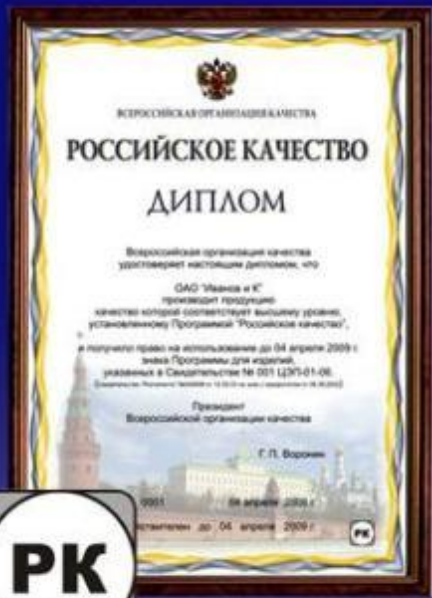 ВСЕРОССИЙСКАЯ ОРГАНИЗАЦИЯ КАЧЕСТВА
РОССИЙСКОЕ КАЧЕСТВО
ДИПЛОМ
Всероссийская организация качества
удостоверяет настоящим дипломом, что
ОАО "Иванов и К"
производит продукцию
качество которой соответствует высшему уровню,
установленному Программой "Российское качество",
и получило право на использование до 04 апреля 2009 г.
знака Программы для изделий,
указанных в Свидетельстве № 001 ЦЭП-01-06.
Президент
Всероссийской организации качества
Г. П. Воронин
0001 04 апреля
до 04 апреля 2009 г.
РК
РК